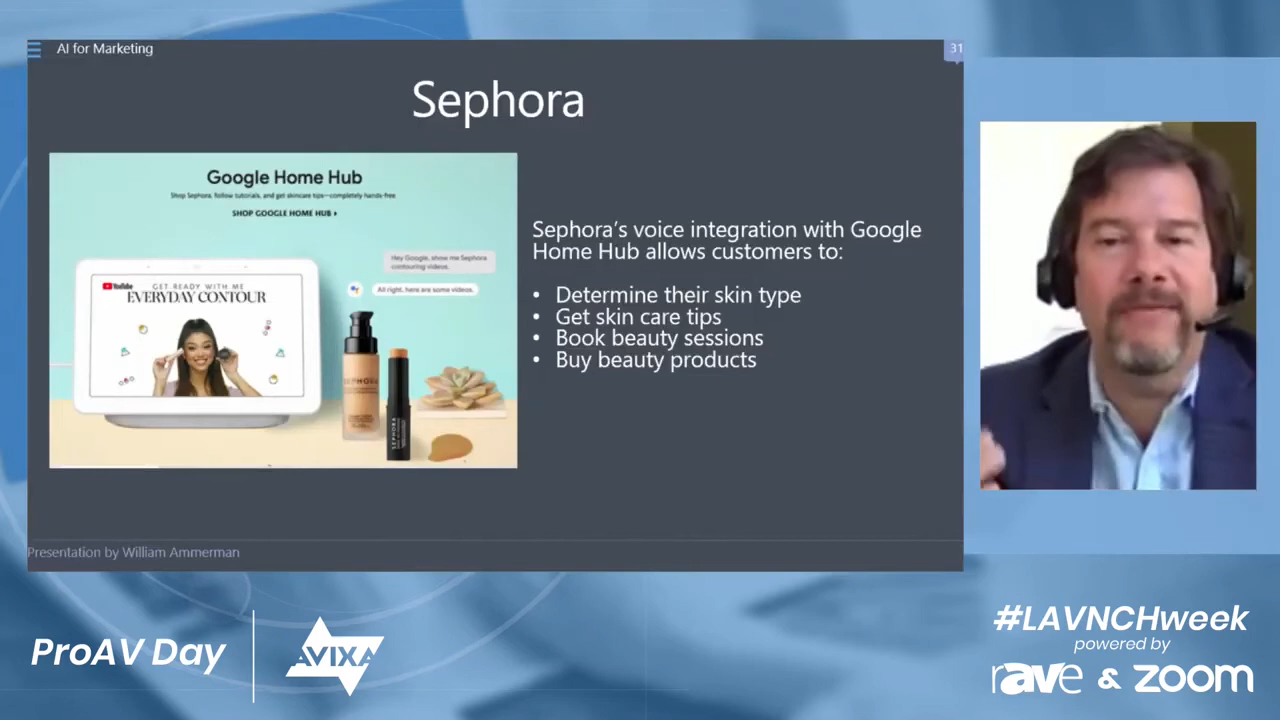 AI for Marketing
31
Sephora
Google Home Hub
Shop Sephora, follow tutorials, and get skincare tips—completely hands-free
SHOP GOOGLE HOME HUB
Hey Google, show me Sephora
contouring videos.
All right, here are some videos.
YouTube
GET READY WITH ME
EVERYDAY CONTOUR
SEPHORA
SEPHORA
Sephora's voice integration with Google
Home Hub allows customers to:
• Determine their skin type
• Get skin care tips
• Book beauty sessions
• Buy beauty products
Presentation by William Ammerman
ProAV Day
AVIXA
#LAVNCHweek
powered by
rAVe & zoom